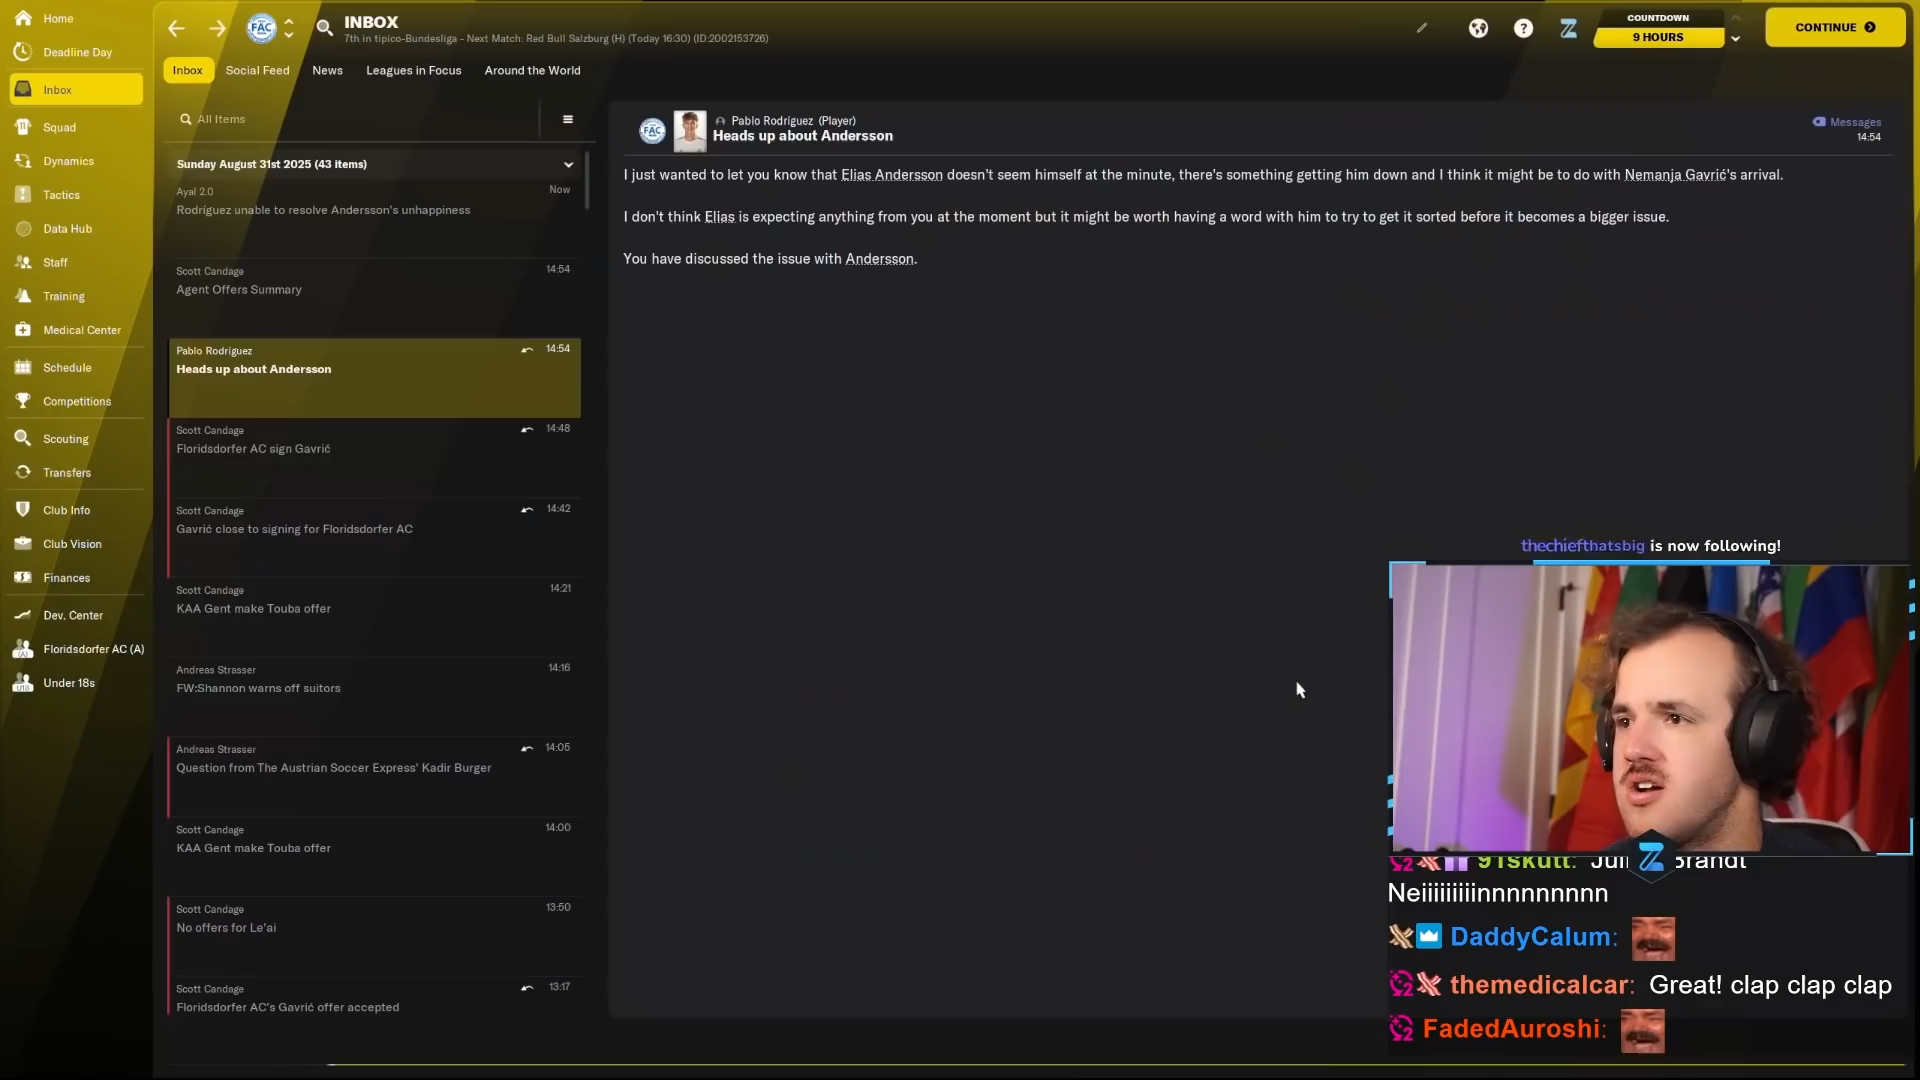 Home
Deadline Day
Inbox
Squad
Dynamics
Tactics
Data Hub
Staff
Training
Medical Center
Schedule
Competitions
Scouting
Transfers
Club Info
Club Vision
Finances
Dev. Center
Floridsdorfer AC (A)
Under 18s
FAC
INBOX
7th in tipico-Bundesliga - Next Match: Red Bull Salzburg (H) (Today 16:30) (ID:2002153726)
COUNTDOWN
9 HOURS
CONTINUE
Inbox
Social Feed
News
Leagues in Focus
Around the World
All Items
Sunday August 31st 2025 (43 items)
Ayal 2.0
Now
Rodríguez unable to resolve Andersson's unhappiness
Scott Candage
14:54
Agent Offers Summary
Pablo Rodríguez
14:54
Heads up about Andersson
Scott Candage
14:48
Floridsdorfer AC sign Gavrić
Scott Candage
14:42
Gavrić close to signing for Floridsdorfer AC
Scott Candage
14:21
KAA Gent make Touba offer
Andreas Strasser
14:16
FW:Shannon warns off suitors
Andreas Strasser
14:05
Question from The Austrian Soccer Express' Kadir Burger
Scott Candage
14:00
KAA Gent make Touba offer
Scott Candage
13:50
No offers for Le'ai
Scott Candage
13:17
Floridsdorfer AC's Gavrić offer accepted
FAC
Pablo Rodríguez (Player)
Heads up about Andersson
Messages
14:54
I just wanted to let you know that Elias Andersson doesn't seem himself at the minute, there's something getting him down and I think it might be to do with Nemanja Gavrić's arrival.
I don't think Elias is expecting anything from you at the moment but it might be worth having a word with him to try to get it sorted before it becomes a bigger issue.
You have discussed the issue with Andersson.
thechiefthatsbig is now following!
91skutt: Brandt
Neiiiiiiiinnnnnnnnn
DaddyCalum:
themedicalcar: Great! clap clap clap
FadedAuroshi: